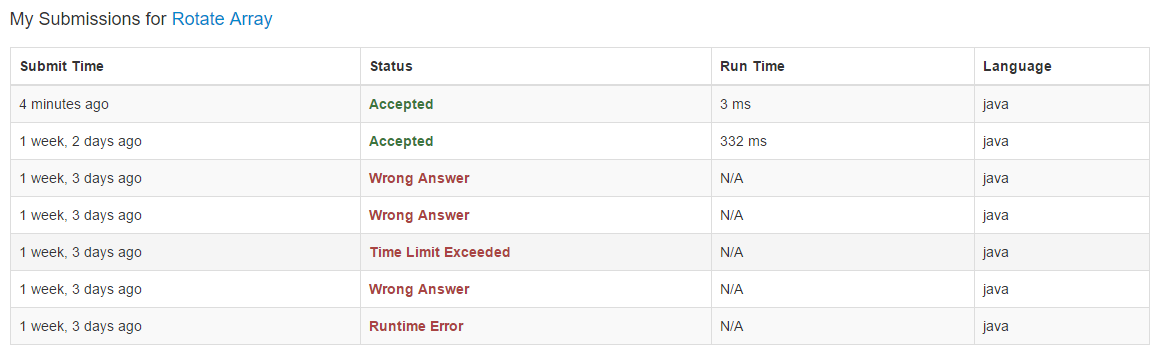 My Submissions for Rotate Array
Submit Time Status Run Time Language
4 minutes ago Accepted 3 ms java
1 week, 2 days ago Accepted 332 ms java
1 week, 3 days ago Wrong Answer N/A java
1 week, 3 days ago Wrong Answer N/A java
1 week, 3 days ago Time Limit Exceeded N/A java
1 week, 3 days ago Wrong Answer N/A java
1 week, 3 days ago Runtime Error N/A java